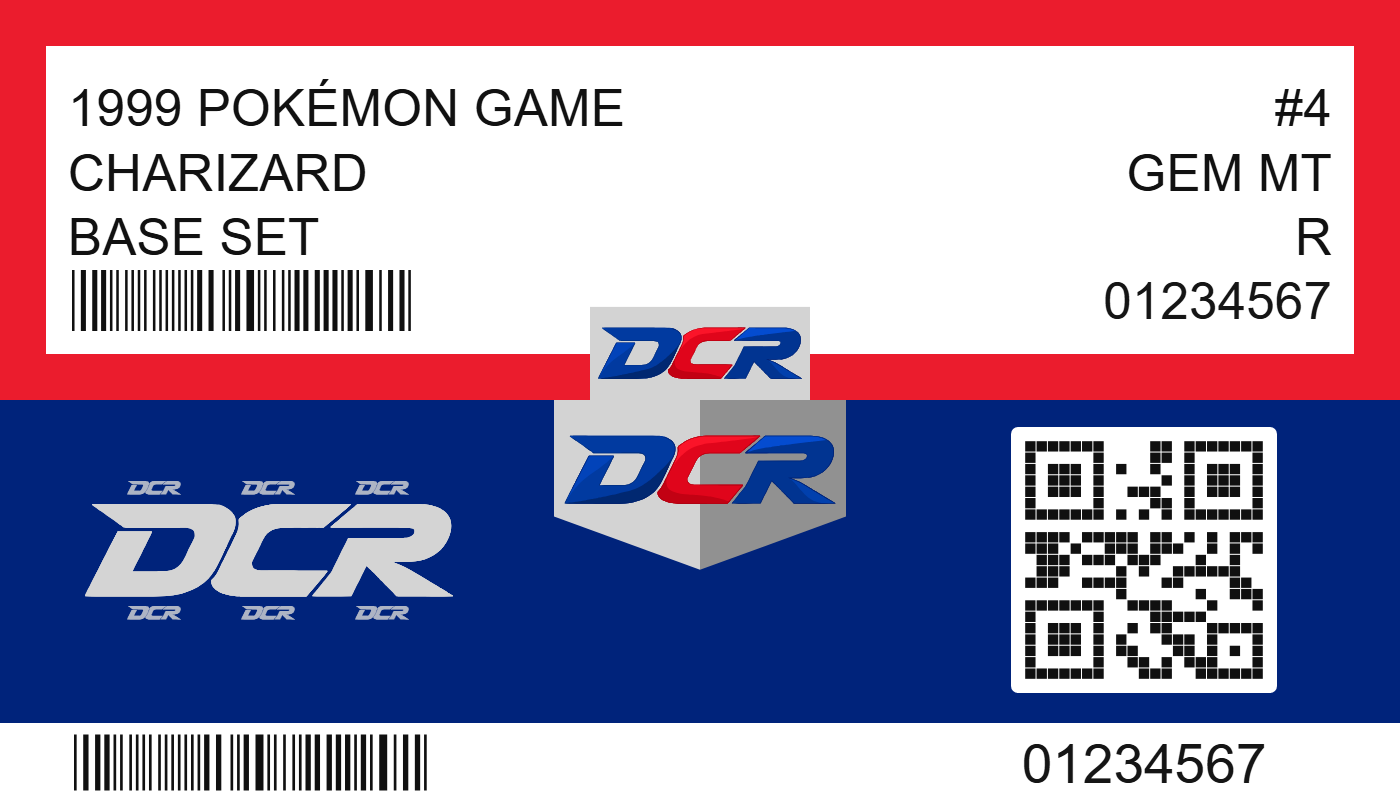 1999 POKÉMON GAME #4
CHARIZARD GEM MT
BASE SET R
01234567
DCR
DCR
DCR DCR DCR
DCR
DCR DCR DCR
01234567